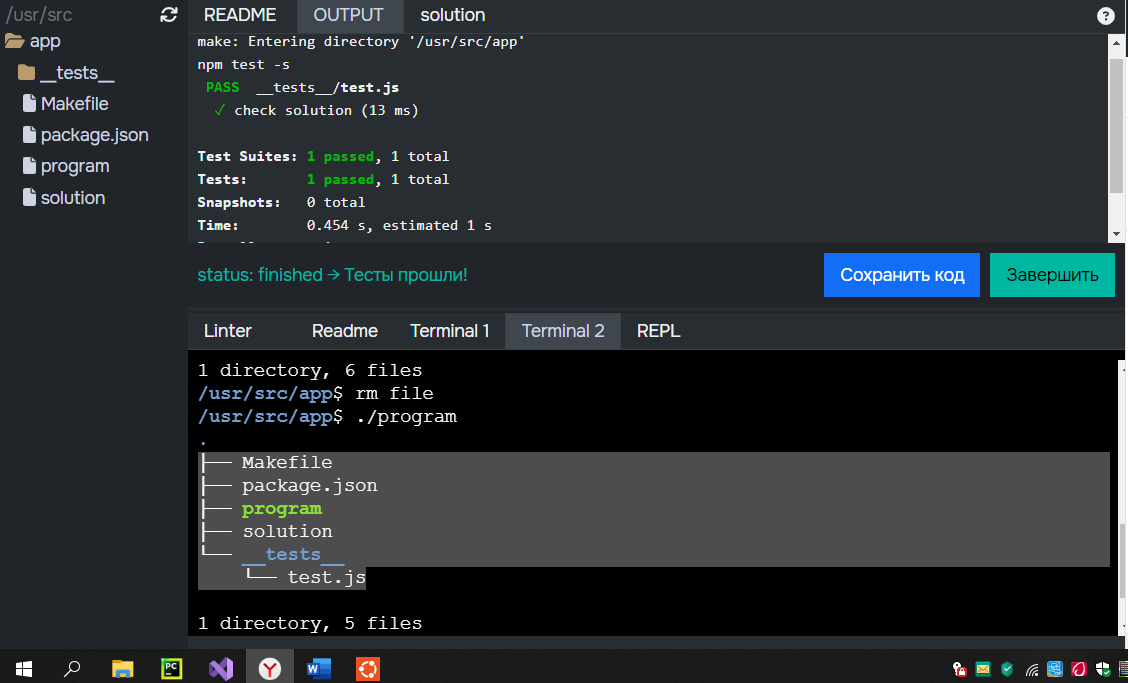 /usr/src
app
__tests__
Makefile
package.json
program
solution
README OUTPUT solution
?
make: Entering directory '/usr/src/app'
npm test -s
PASS __tests__/test.js
✓ check solution (13 ms)
Test Suites: 1 passed, 1 total
Tests: 1 passed, 1 total
Snapshots: 0 total
Time: 0.454 s, estimated 1 s
status: finished → Тесты прошли!
Сохранить код
Завершить
Linter Readme Terminal 1 Terminal 2 REPL
1 directory, 6 files
/usr/src/app$ rm file
/usr/src/app$ ./program
.
├── Makefile
├── package.json
├── program
├── solution
└── __tests__
    └── test.js
1 directory, 5 files